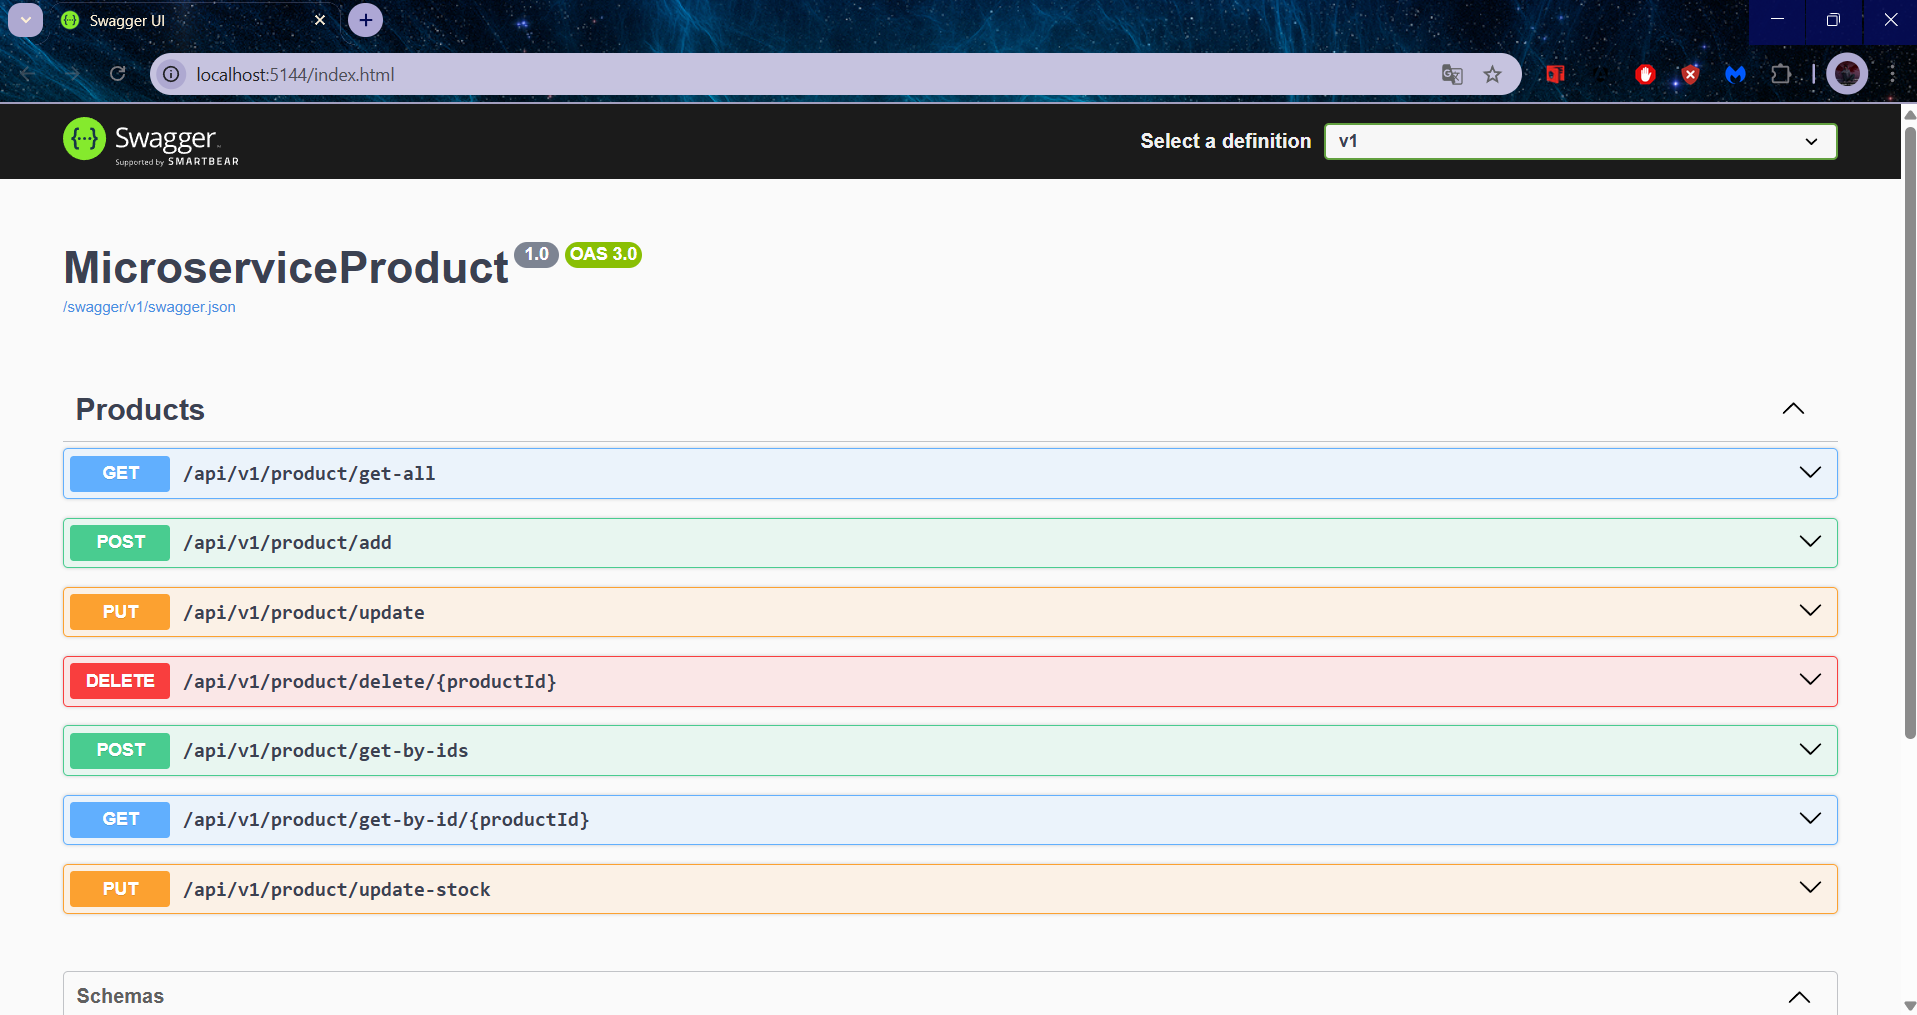 Swagger UI
localhost:5144/index.html
Swagger
Supported by SMARTBEAR
Select a definition
v1
MicroserviceProduct 1.0 OAS 3.0
/swagger/v1/swagger.json
Products
GET /api/v1/product/get-all
POST /api/v1/product/add
PUT /api/v1/product/update
DELETE /api/v1/product/delete/{productId}
POST /api/v1/product/get-by-ids
GET /api/v1/product/get-by-id/{productId}
PUT /api/v1/product/update-stock
Schemas